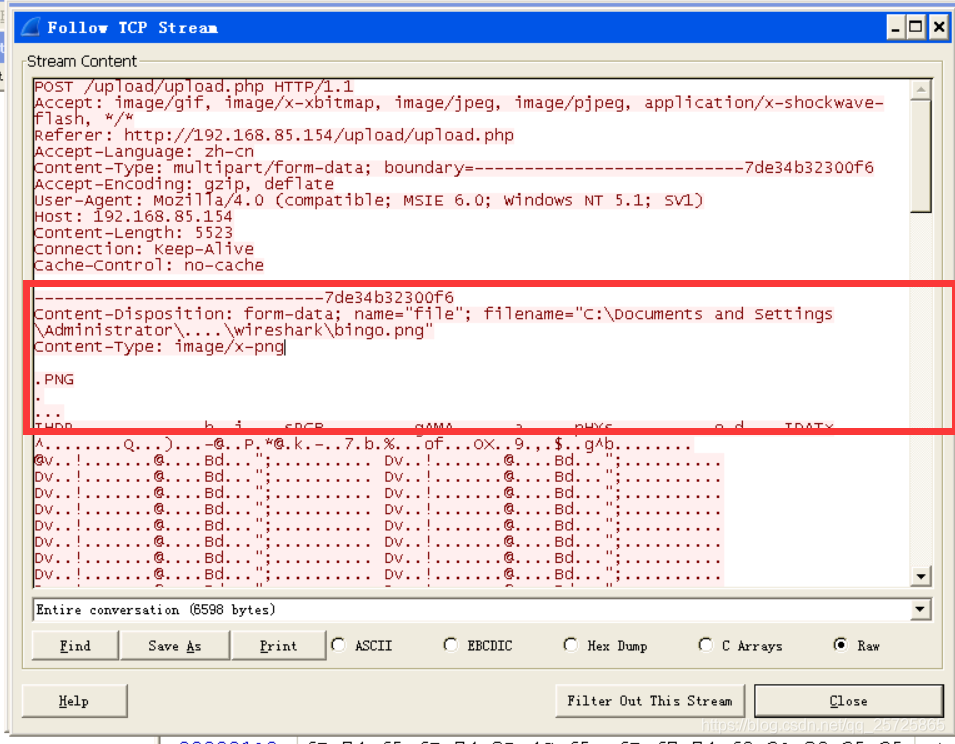 Follow TCP Stream
Stream Content
POST /upload/upload.php HTTP/1.1
Accept: image/gif, image/x-xbitmap, image/jpeg, image/pjpeg, application/x-shockwave-
flash, */*
Referer: http://192.168.85.154/upload/upload.php
Accept-Language: zh-cn
Content-Type: multipart/form-data; boundary=---------------------------7de34b32300f6
Accept-Encoding: gzip, deflate
User-Agent: Mozilla/4.0 (compatible; MSIE 6.0; Windows NT 5.1; SV1)
Host: 192.168.85.154
Content-Length: 5523
Connection: Keep-Alive
Cache-Control: no-cache
-----------------------------7de34b32300f6
Content-Disposition: form-data; name="file"; filename="C:\Documents and Settings
\Administrator\....\wireshark\bingo.png"
Content-Type: image/x-png
.PNG
.
...
^........Q...)...-@..P.*@.k.-..7.b.%...of...OX..9.,.$..g^b........
@v..!.......@....Bd...";.......... Dv..!.......@....Bd...";..........
Dv..!.......@....Bd...";.......... Dv..!.......@....Bd...";..........
Dv..!.......@....Bd...";.......... Dv..!.......@....Bd...";..........
Dv..!.......@....Bd...";.......... Dv..!.......@....Bd...";..........
Dv..!.......@....Bd...";.......... Dv..!.......@....Bd...";..........
Dv..!.......@....Bd...";.......... Dv..!.......@....Bd...";..........
Dv..!.......@....Bd...";.......... Dv..!.......@....Bd...";..........
Dv..!.......@....Bd...";.......... Dv..!.......@....Bd...";..........
Entire conversation (6598 bytes)
Find
Save As
Print
ASCII
EBCDIC
Hex Dump
C Arrays
Raw
Help
Filter Out This Stream
Close
https://blog.csdn.net/qq_25725865